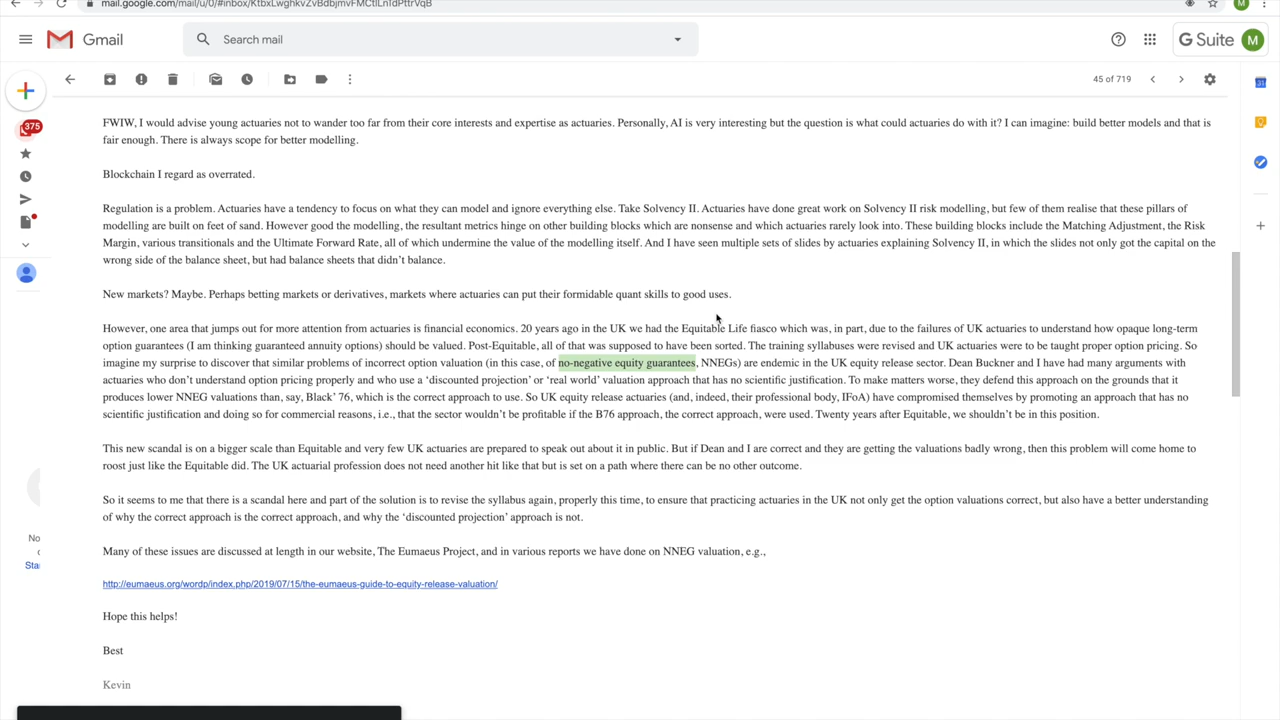 Gmail
Search mail
G Suite M
45 of 719
375
FWIW, I would advise young actuaries not to wander too far from their core interests and expertise as actuaries. Personally, AI is very interesting but the question is what could actuaries do with it? I can imagine: build better models and that is
fair enough. There is always scope for better modelling.
Blockchain I regard as overrated.
Regulation is a problem. Actuaries have a tendency to focus on what they can model and ignore everything else. Take Solvency II. Actuaries have done great work on Solvency II risk modelling, but few of them realise that these pillars of
modelling are built on feet of sand. However good the modelling, the resultant metrics hinge on other building blocks which are nonsense and which actuaries rarely look into. These building blocks include the Matching Adjustment, the Risk
Margin, various transitionals and the Ultimate Forward Rate, all of which undermine the value of the modelling itself. And I have seen multiple sets of slides by actuaries explaining Solvency II, in which the slides not only got the capital on the
wrong side of the balance sheet, but had balance sheets that didn't balance.
New markets? Maybe. Perhaps betting markets or derivatives, markets where actuaries can put their formidable quant skills to good uses.
However, one area that jumps out for more attention from actuaries is financial economics. 20 years ago in the UK we had the Equitable Life fiasco which was, in part, due to the failures of UK actuaries to understand how opaque long-term
option guarantees (I am thinking guaranteed annuity options) should be valued. Post-Equitable, all of that was supposed to have been sorted. The training syllabuses were revised and UK actuaries were to be taught proper option pricing. So
imagine my surprise to discover that similar problems of incorrect option valuation (in this case, of no-negative equity guarantees, NNEGs) are endemic in the UK equity release sector. Dean Buckner and I have had many arguments with
actuaries who don't understand option pricing properly and who use a ‘discounted projection’ or ‘real world’ valuation approach that has no scientific justification. To make matters worse, they defend this approach on the grounds that it
produces lower NNEG valuations than, say, Black’ 76, which is the correct approach to use. So UK equity release actuaries (and, indeed, their professional body, IFoA) have compromised themselves by promoting an approach that has no
scientific justification and doing so for commercial reasons, i.e., that the sector wouldn't be profitable if the B76 approach, the correct approach, were used. Twenty years after Equitable, we shouldn't be in this position.
This new scandal is on a bigger scale than Equitable and very few UK actuaries are prepared to speak out about it in public. But if Dean and I are correct and they are getting the valuations badly wrong, then this problem will come home to
roost just like the Equitable did. The UK actuarial profession does not need another hit like that but is set on a path where there can be no other outcome.
So it seems to me that there is a scandal here and part of the solution is to revise the syllabus again, properly this time, to ensure that practicing actuaries in the UK not only get the option valuations correct, but also have a better understanding
of why the correct approach is the correct approach, and why the ‘discounted projection’ approach is not.
Many of these issues are discussed at length in our website, The Eumaeus Project, and in various reports we have done on NNEG valuation, e.g.,
http://eumaeus.org/wordp/index.php/2019/07/15/the-eumaeus-guide-to-equity-release-valuation/
Hope this helps!
Best
Kevin
No
Star